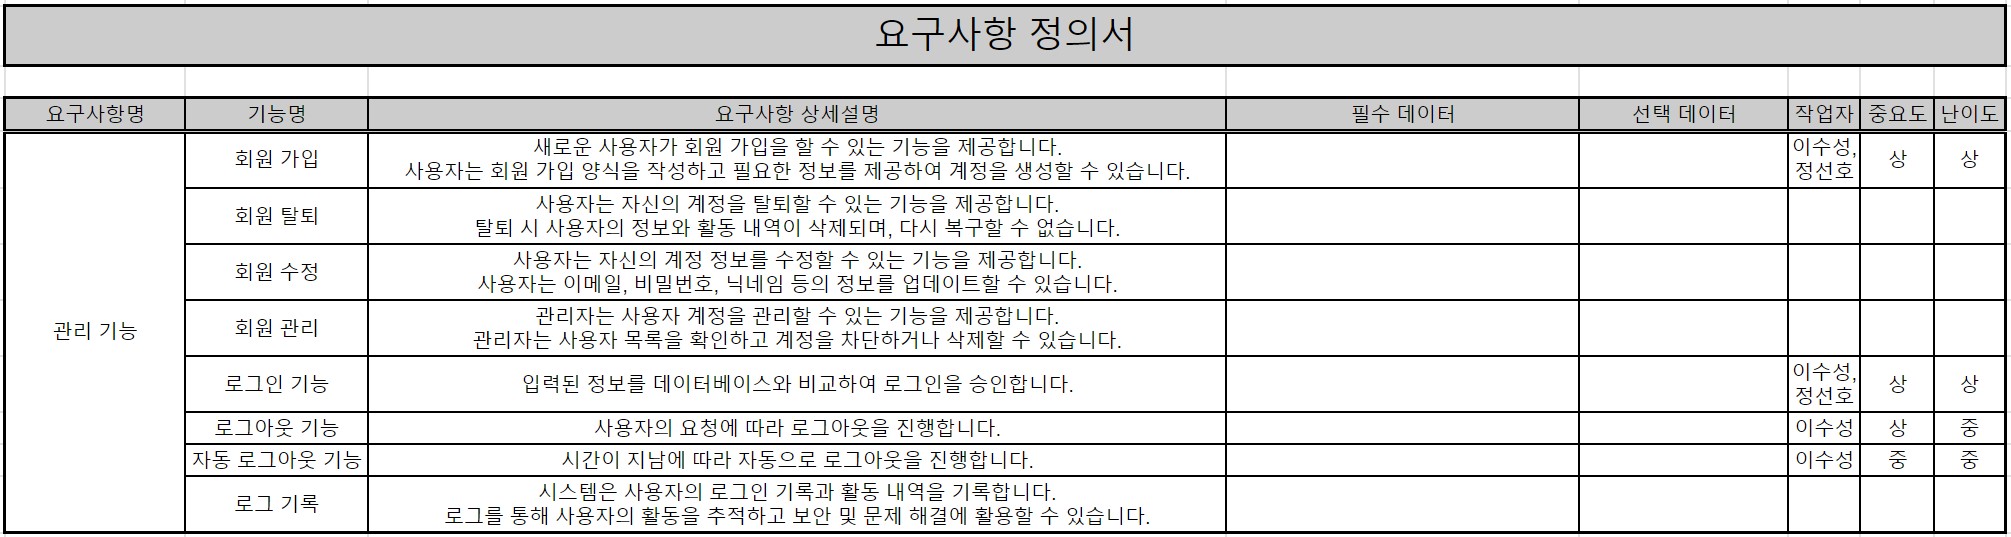 요구사항 정의서
요구사항명 기능명 요구사항 상세설명 필수 데이터 선택 데이터 작업자 중요도 난이도
관리 기능
회원 가입
새로운 사용자가 회원 가입을 할 수 있는 기능을 제공합니다.
사용자는 회원 가입 양식을 작성하고 필요한 정보를 제공하여 계정을 생성할 수 있습니다.
이수성,
정선호
상 상
회원 탈퇴
사용자는 자신의 계정을 탈퇴할 수 있는 기능을 제공합니다.
탈퇴 시 사용자의 정보와 활동 내역이 삭제되며, 다시 복구할 수 없습니다.
회원 수정
사용자는 자신의 계정 정보를 수정할 수 있는 기능을 제공합니다.
사용자는 이메일, 비밀번호, 닉네임 등의 정보를 업데이트할 수 있습니다.
회원 관리
관리자는 사용자 계정을 관리할 수 있는 기능을 제공합니다.
관리자는 사용자 목록을 확인하고 계정을 차단하거나 삭제할 수 있습니다.
로그인 기능
입력된 정보를 데이터베이스와 비교하여 로그인을 승인합니다.
이수성,
정선호
상 상
로그아웃 기능 사용자의 요청에 따라 로그아웃을 진행합니다. 이수성 상 중
자동 로그아웃 기능 시간이 지남에 따라 자동으로 로그아웃을 진행합니다. 이수성 중 중
로그 기록
시스템은 사용자의 로그인 기록과 활동 내역을 기록합니다.
로그를 통해 사용자의 활동을 추적하고 보안 및 문제 해결에 활용할 수 있습니다.